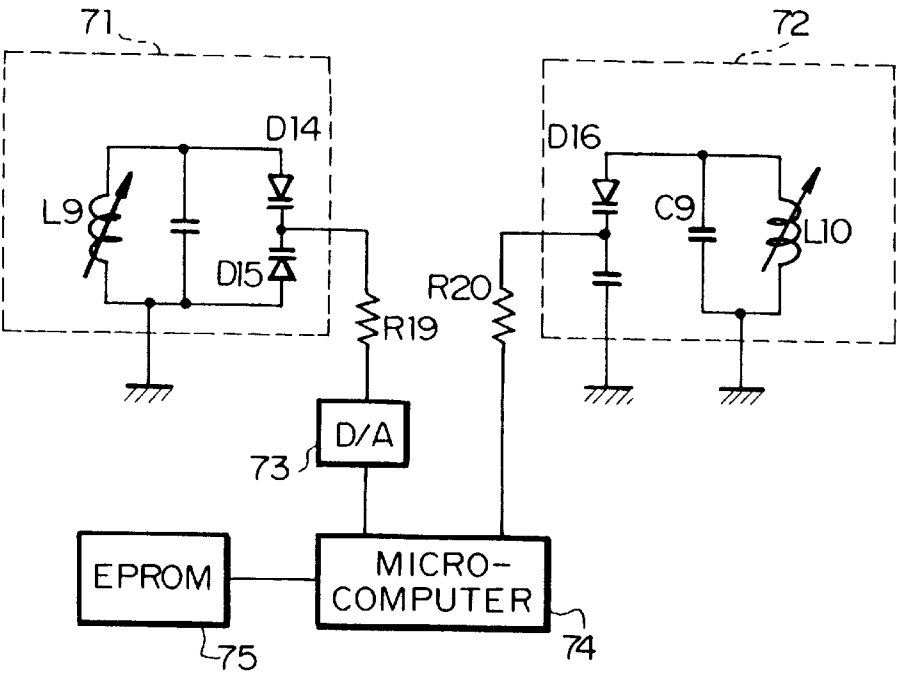 71
72
D14
D16
L9
C9
L10
D15
R20
R19
D/A
73
EPROM
MICRO-
COMPUTER
75
74